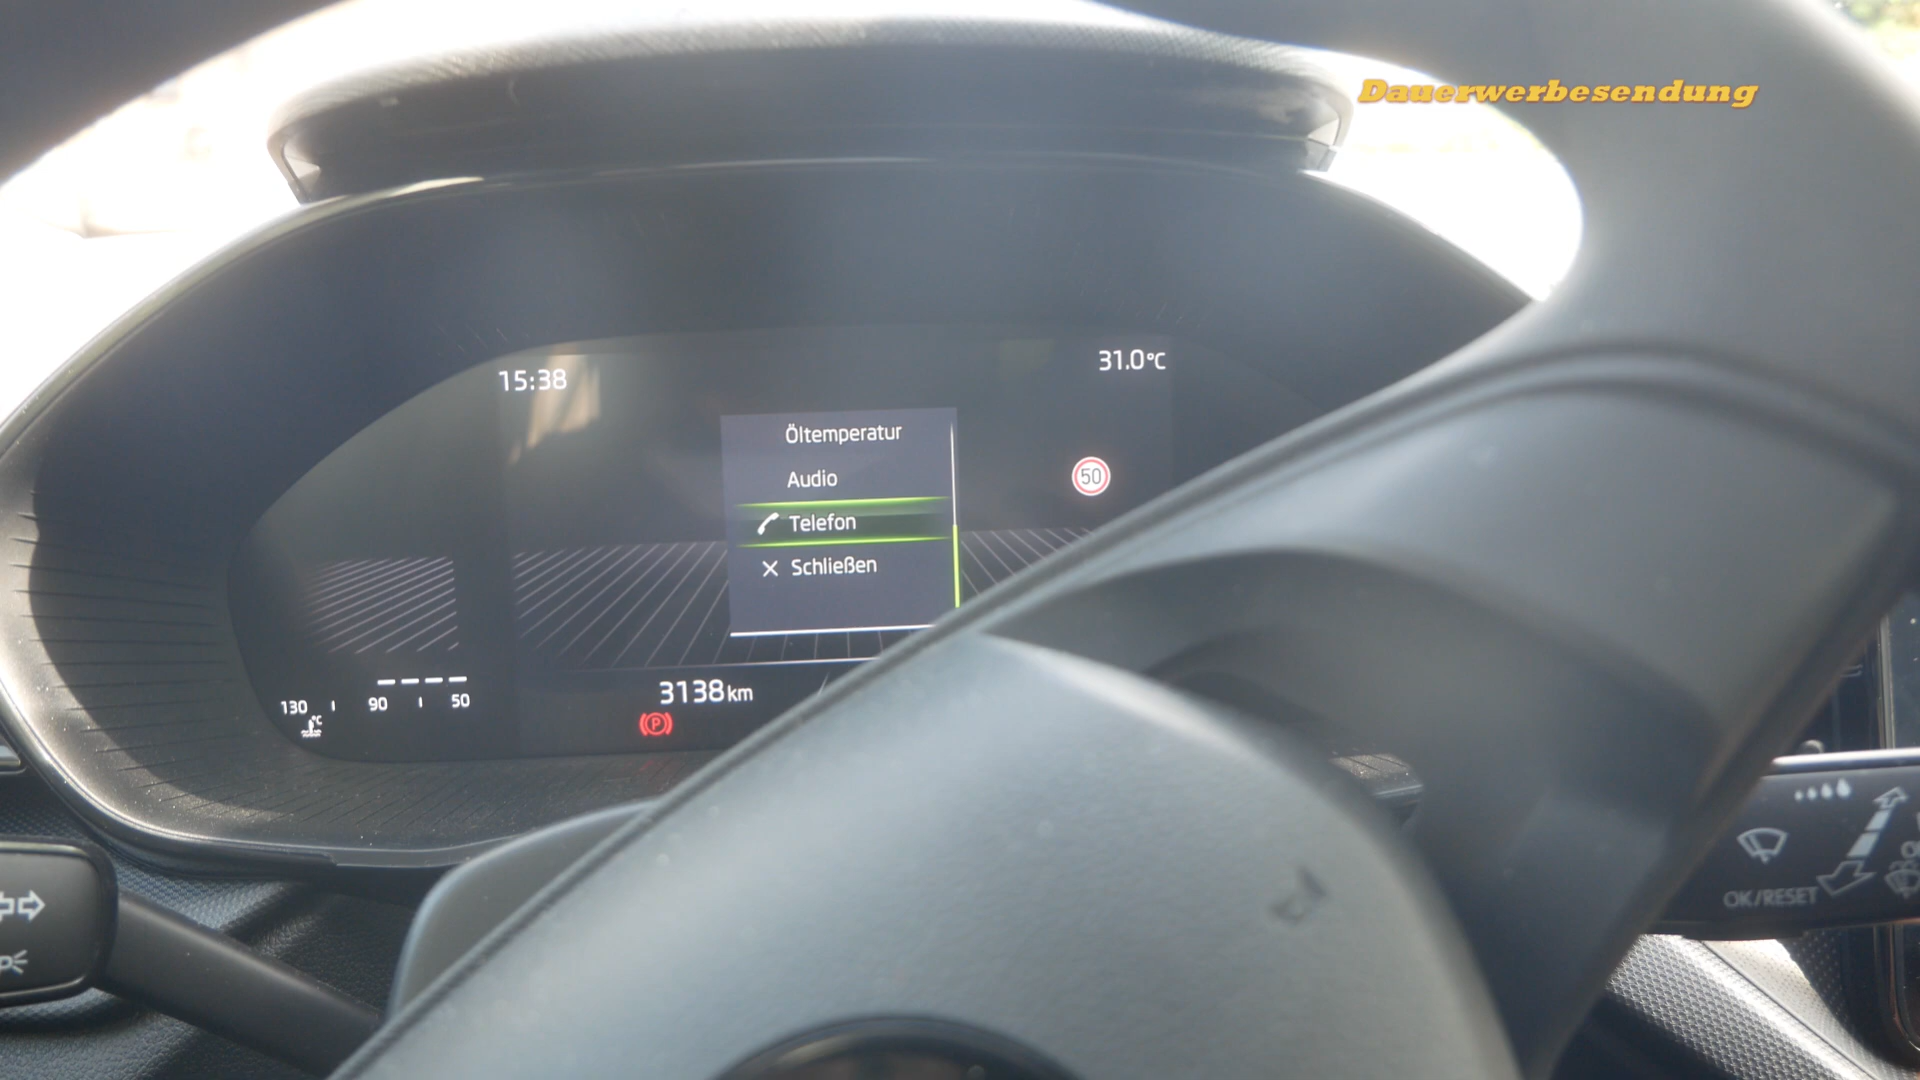 Dauerwerbesendung
15:38
31.0°C
Öltemperatur
Audio
50
Telefon
Schließen
130 90 50
°C
3138 km
P
OK/RESET